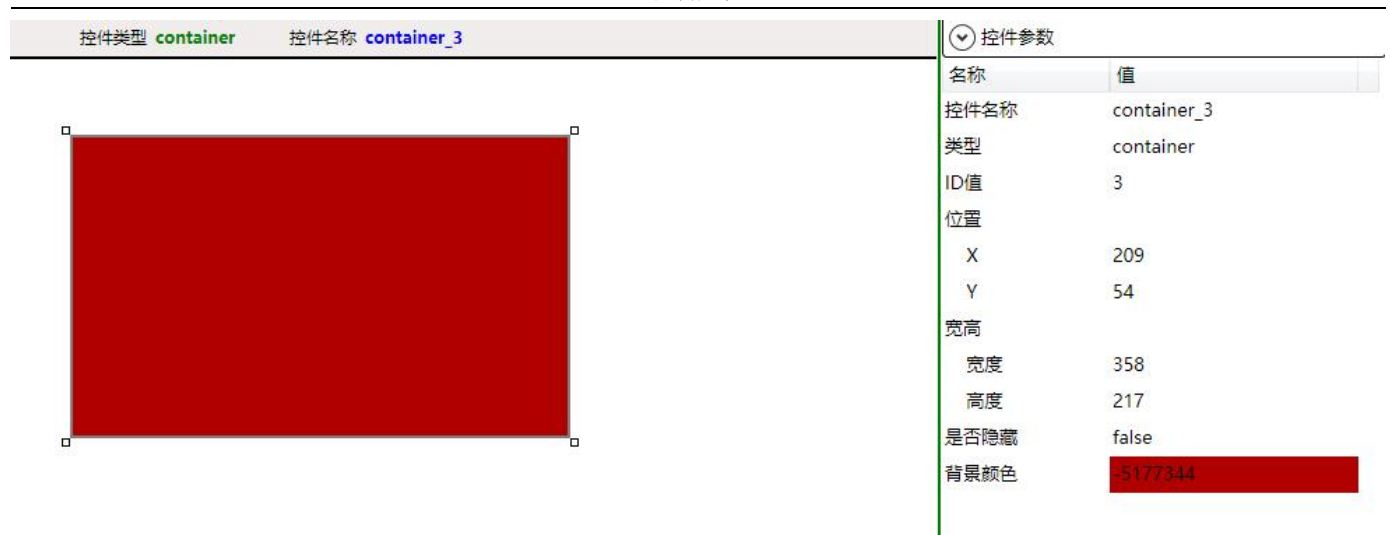 控件类型 container 控件名称 container_3
控件参数
名称 值
控件名称 container_3
类型 container
ID值 3
位置
X 209
Y 54
宽高
宽度 358
高度 217
是否隐藏 false
背景颜色 -5177344